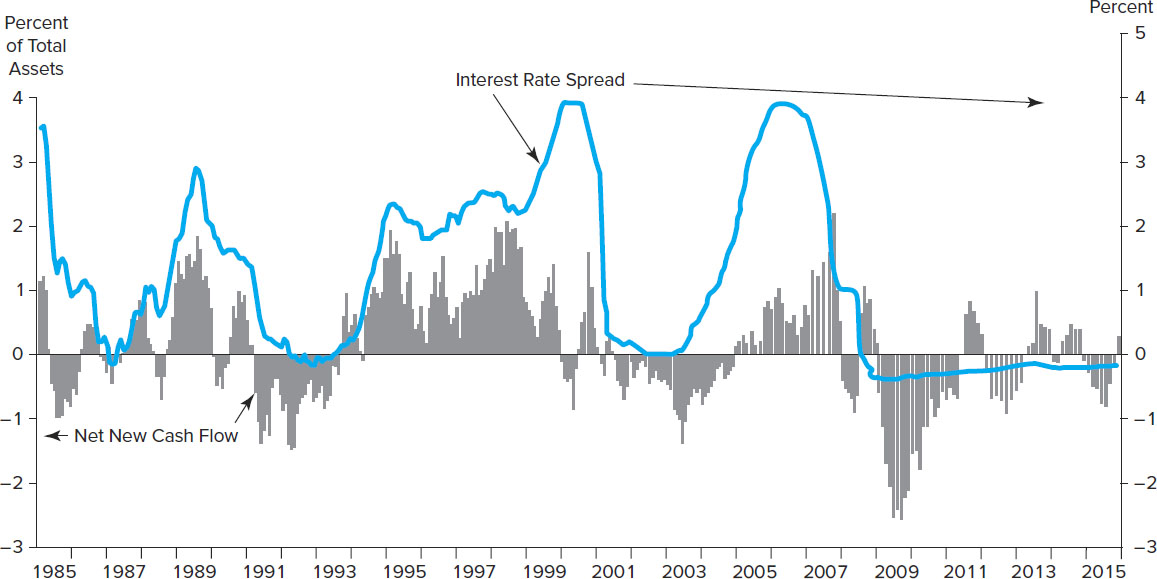 Percent
of Total
Assets
Percent
Interest Rate Spread
Net New Cash Flow
4
3
2
1
0
−1
−2
−3
5
4
3
2
1
0
−1
−2
−3
1985 1987 1989 1991 1993 1995 1997 1999 2001 2003 2005 2007 2009 2011 2013 2015